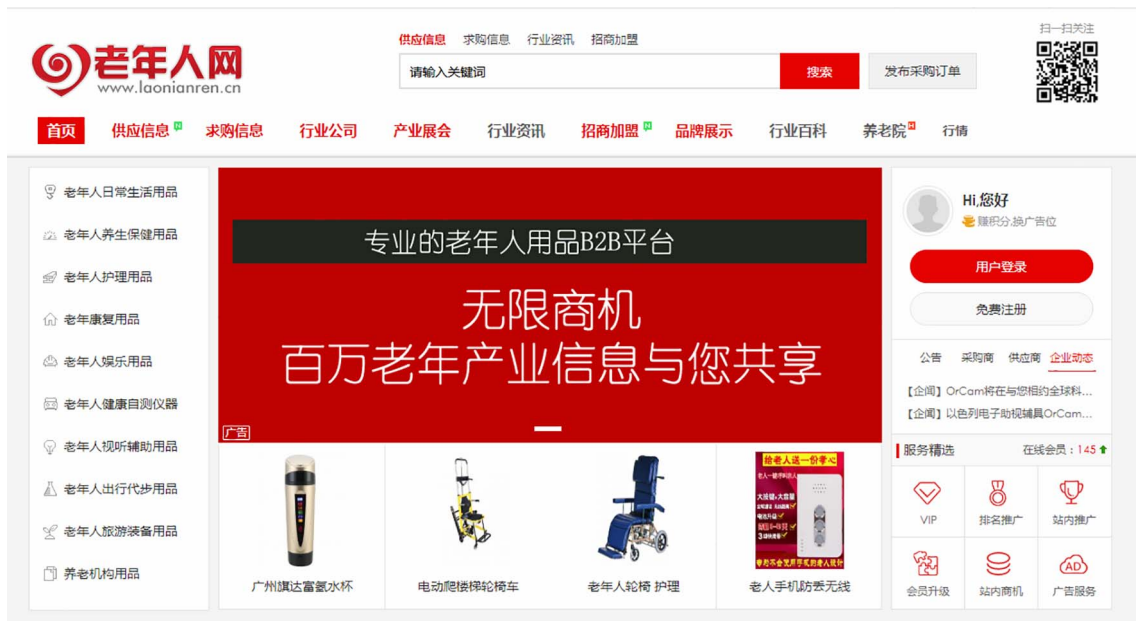 扫一扫关注
供应信息 求购信息 行业资讯 招商加盟
老年人网
www.laonianren.cn
请输入关键词 搜索 发布采购订单
首页 供应信息 N 求购信息 行业公司 产业展会 行业资讯 招商加盟 N 品牌展示 行业百科 养老院 H 行情
老年人日常生活用品
老年人养生保健用品
老年人护理用品
老年康复用品
老年人娱乐用品
老年人健康自测仪器
老年人视听辅助用品
老年人出行代步用品
老年人旅游装备用品
养老机构用品
专业的老年人用品B2B平台
无限商机
百万老年产业信息与您共享
广告
给老人送一份孝心
大按键+大音量
广州旗达富氢水杯
电动爬楼梯轮椅车
老年人轮椅 护理
老人手机防丢无线
Hi,您好
赚积分,换广告位
用户登录
免费注册
公告 采购商 供应商 企业动态
【企闻】OrCam将在与您相约全球科...
【企闻】以色列电子助视辅具OrCam...
服务精选 在线会员：145
VIP 排名推广 站内推广
AD
会员升级 站内商机 广告服务